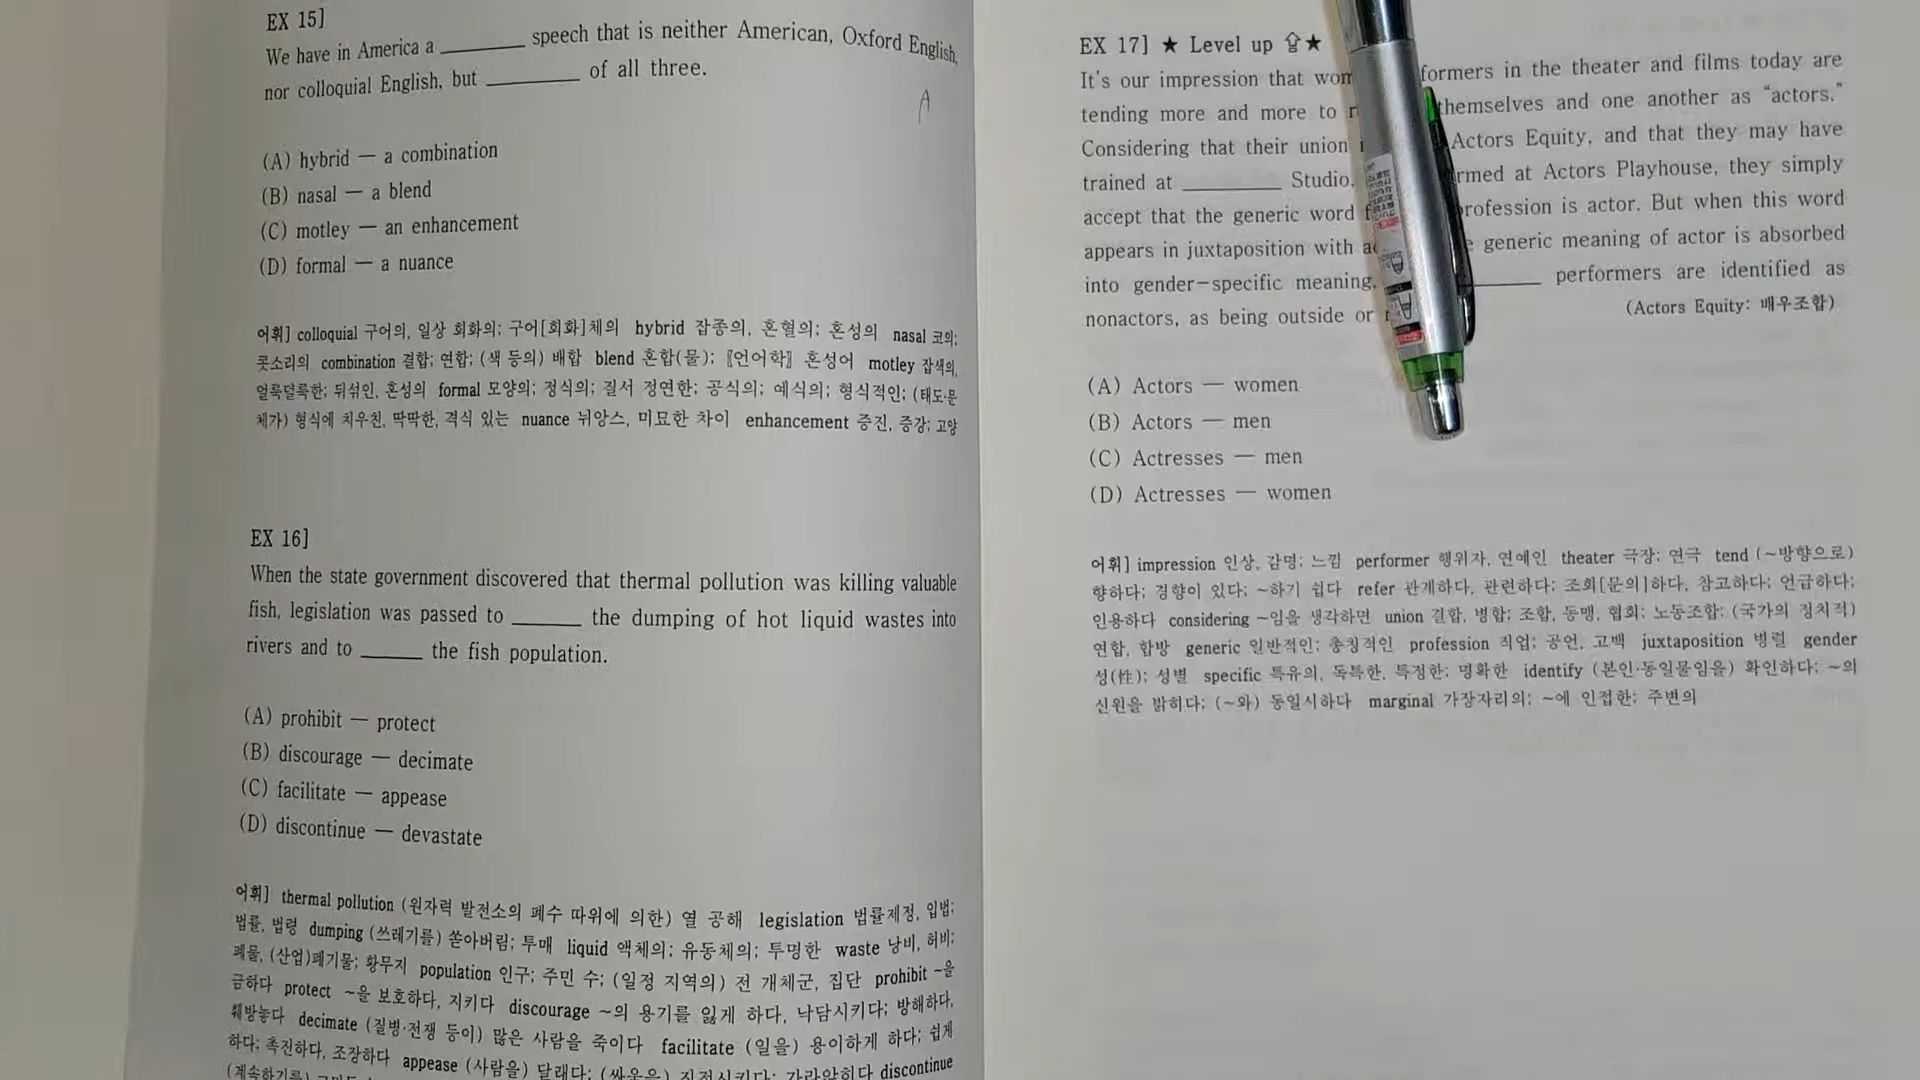 EX 15]
We have in America a ________ speech that is neither American, Oxford English,
nor colloquial English, but ________ of all three.
A
(A) hybrid — a combination
(B) nasal — a blend
(C) motley — an enhancement
(D) formal — a nuance
어휘] colloquial 구어의, 일상 회화의; 구어[회화]체의 hybrid 잡종의, 혼혈의; 혼성의 nasal 코의;
콧소리의 combination 결합; 연합; (색 등의) 배합 blend 혼합(물); 〖언어학〗 혼성어 motley 잡색의,
얼룩덜룩한; 뒤섞인, 혼성의 formal 모양의; 정식의; 질서 정연한; 공식의; 예식의; 형식적인; (태도·문
체가) 형식에 치우친, 딱딱한, 격식 있는 nuance 뉘앙스, 미묘한 차이 enhancement 증진, 증강; 고양
EX 16]
When the state government discovered that thermal pollution was killing valuable
fish, legislation was passed to ______ the dumping of hot liquid wastes into
rivers and to ______ the fish population.
(A) prohibit — protect
(B) discourage — decimate
(C) facilitate — appease
(D) discontinue — devastate
어휘] thermal pollution (원자력 발전소의 폐수 따위에 의한) 열 공해 legislation 법률제정, 입법;
법률, 법령 dumping (쓰레기를) 쏟아버림; 투매 liquid 액체의; 유동체의; 투명한 waste 낭비, 허비;
폐물, (산업)폐기물; 황무지 population 인구; 주민 수; (일정 지역의) 전 개체군, 집단 prohibit ~을
금하다 protect ~을 보호하다, 지키다 discourage ~의 용기를 잃게 하다, 낙담시키다; 방해하다,
훼방놓다 decimate (질병·전쟁 등이) 많은 사람을 죽이다 facilitate (일을) 용이하게 하다; 쉽게
하다; 촉진하다, 조장하다 appease (사람을) 달래다; (싸움을) 진정시키다; 가라앉히다 discontinue
(계속하기를)
EX 17] ★ Level up ⇪★
It's our impression that formers in the theater and films today are
tending more and more to themselves and one another as “actors.”
Considering that their union Actors Equity, and that they may have
trained at ________ Studio, rmed at Actors Playhouse, they simply
accept that the generic word rofession is actor. But when this word
appears in juxtaposition with generic meaning of actor is absorbed
into gender-specific meaning, ________ performers are identified as
nonactors, as being outside or (Actors Equity: 배우조합)
(A) Actors — women
(B) Actors — men
(C) Actresses — men
(D) Actresses — women
어휘] impression 인상, 감명; 느낌 performer 행위자, 연예인 theater 극장; 연극 tend (~방향으로)
향하다; 경향이 있다; ~하기 쉽다 refer 관계하다, 관련하다; 조회[문의]하다, 참고하다; 언급하다;
인용하다 considering ~임을 생각하면 union 결합, 병합; 조합, 동맹, 협회; 노동조합; (국가의 정치적)
연합, 합방 generic 일반적인; 총칭적인 profession 직업; 공언, 고백 juxtaposition 병렬 gender
성(性); 성별 specific 특유의, 독특한, 특정한; 명확한 identify (본인·동일물임을) 확인하다; ~의
신원을 밝히다; (~와) 동일시하다 marginal 가장자리의; ~에 인접한; 주변의